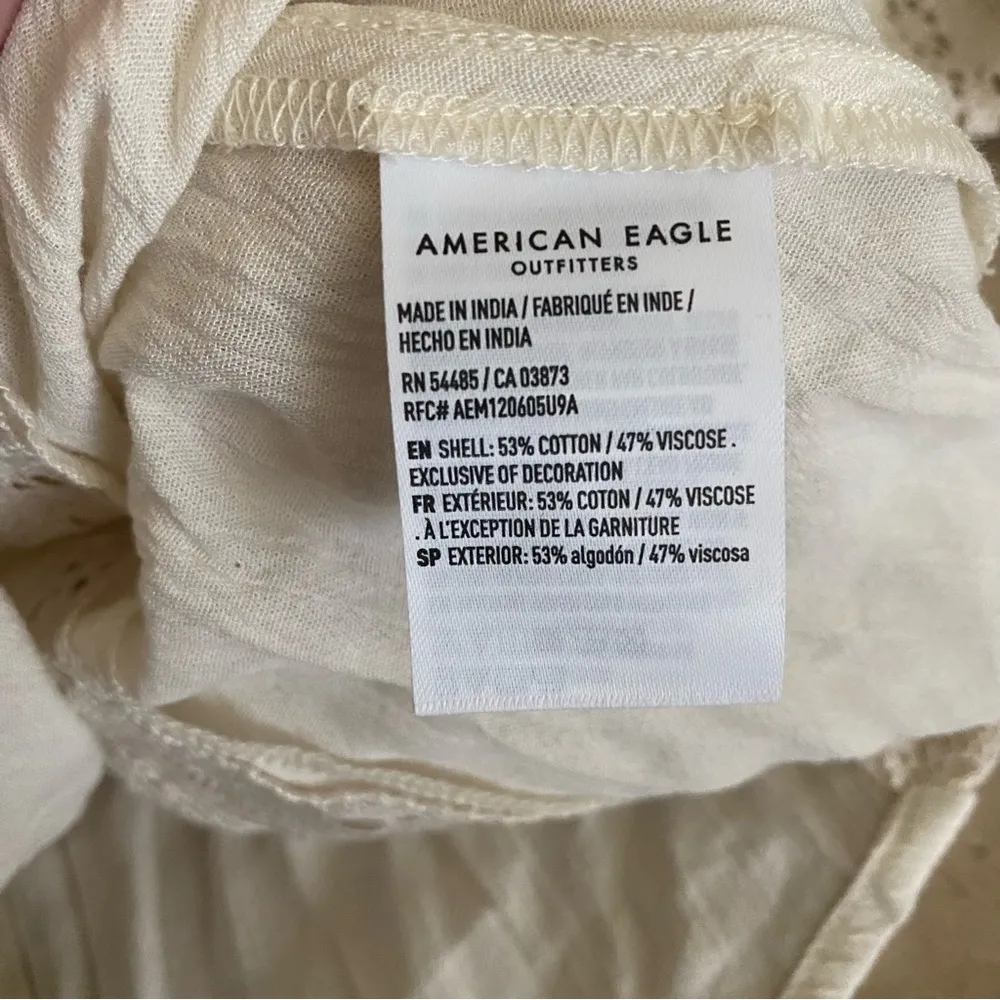 AMERICAN EAGLE
OUTFITTERS
MADE IN INDIA / FABRIQUÉ EN INDE /
HECHO EN INDIA
RN 54485 / CA 03873
RFC# AEM120605U9A
EN SHELL: 53% COTTON / 47% VISCOSE .
EXCLUSIVE OF DECORATION
FR EXTÉRIEUR: 53% COTON / 47% VISCOSE
. À L'EXCEPTION DE LA GARNITURE
SP EXTERIOR: 53% algodón / 47% viscosa